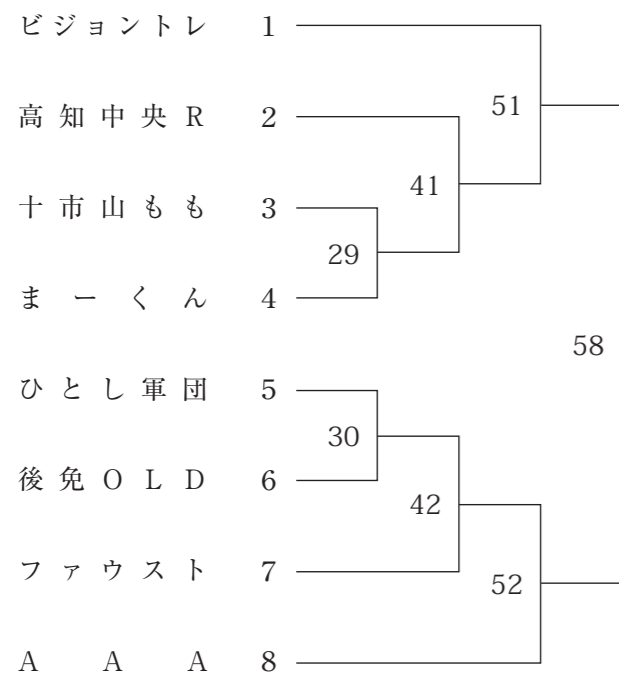 ビジョントレ 1
51
高知中央R 2
41
十市山もも 3
29
まーくん 4
58
ひとし軍団 5
30
後免OLD 6
42
ファウスト 7
52
AAA 8